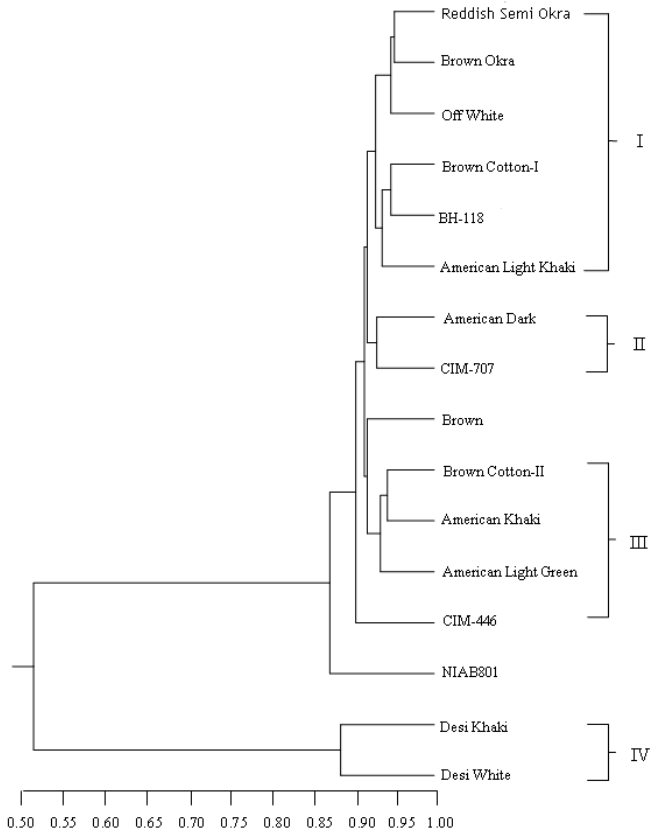 Reddish Semi Okra
Brown Okra
Off White
I
Brown Cotton-I
BH-118
American Light Khaki
American Dark
II
CIM-707
Brown
Brown Cotton-II
American Khaki
III
American Light Green
CIM-446
NIAB801
Desi Khaki
IV
Desi White
0.50 0.55 0.60 0.65 0.70 0.75 0.80 0.85 0.90 0.95 1.00